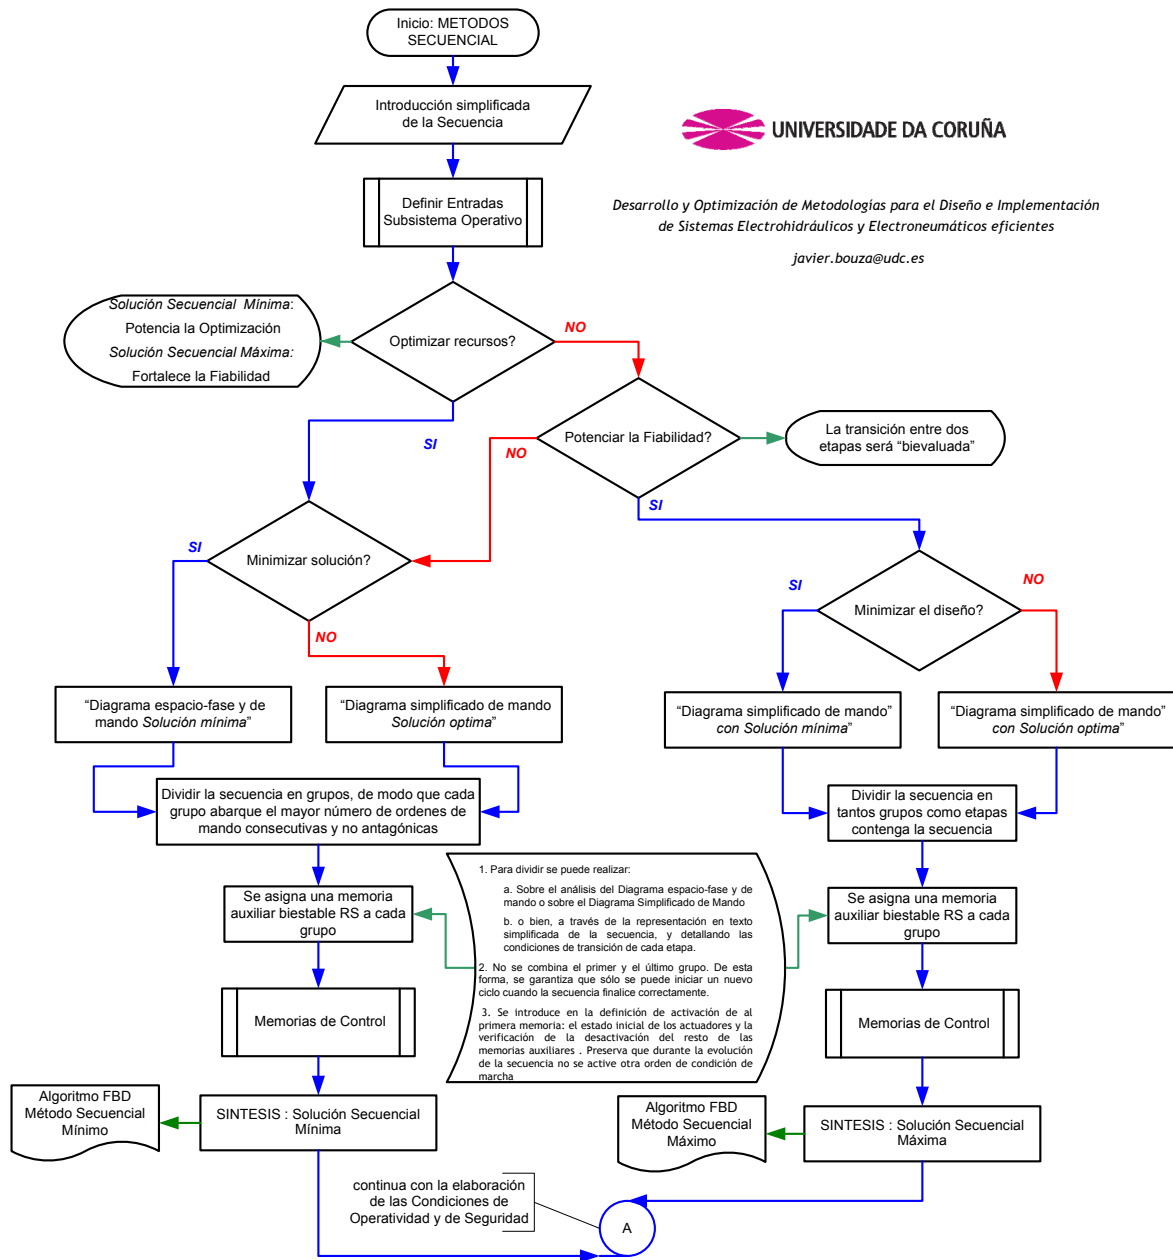 Inicio: METODOS
SECUENCIAL
Introducción simplificada
de la Secuencia
UNIVERSIDADE DA CORUÑA
Definir Entradas
Subsistema Operativo
Desarrollo y Optimización de Metodologías para el Diseño e Implementación
de Sistemas Electrohidráulicos y Electroneumáticos eficientes
javier.bouza@udc.es
Solución Secuencial Mínima:
Potencia la Optimización
Solución Secuencial Máxima:
Fortalece la Fiabilidad
Optimizar recursos?
NO
SI
Potenciar la Fiabilidad?
NO
La transición entre dos
etapas será “bievaluada”
SI
Minimizar solución?
SI
NO
Minimizar el diseño?
SI
NO
“Diagrama espacio-fase y de
mando Solución mínima”
“Diagrama simplificado de mando
Solución optima”
“Diagrama simplificado de mando”
con Solución mínima”
“Diagrama simplificado de mando”
con Solución optima”
Dividir la secuencia en grupos, de modo que cada
grupo abarque el mayor número de ordenes de
mando consecutivas y no antagónicas
Dividir la secuencia en
tantos grupos como etapas
contenga la secuencia
Se asigna una memoria
auxiliar biestable RS a cada
grupo
1. Para dividir se puede realizar:
a. Sobre el análisis del Diagrama espacio-fase y de
mando o sobre el Diagrama Simplificado de Mando
b. o bien, a través de la representación en texto
simplificada de la secuencia, y detallando las
condiciones de transición de cada etapa.
2. No se combina el primer y el último grupo. De esta
forma, se garantiza que sólo se puede iniciar un nuevo
ciclo cuando la secuencia finalice correctamente.
3. Se introduce en la definición de activación de al
primera memoria: el estado inicial de los actuadores y la
verificación de la desactivación del resto de las
memorias auxiliares . Preserva que durante la evolución
de la secuencia no se active otra orden de condición de
marcha
Se asigna una memoria
auxiliar biestable RS a cada
grupo
Memorias de Control
Memorias de Control
Algoritmo FBD
Método Secuencial
Mínimo
SINTESIS : Solución Secuencial
Mínima
Algoritmo FBD
Método Secuencial
Máximo
SINTESIS : Solución Secuencial
Máxima
continua con la elaboración
de las Condiciones de
Operatividad y de Seguridad
A